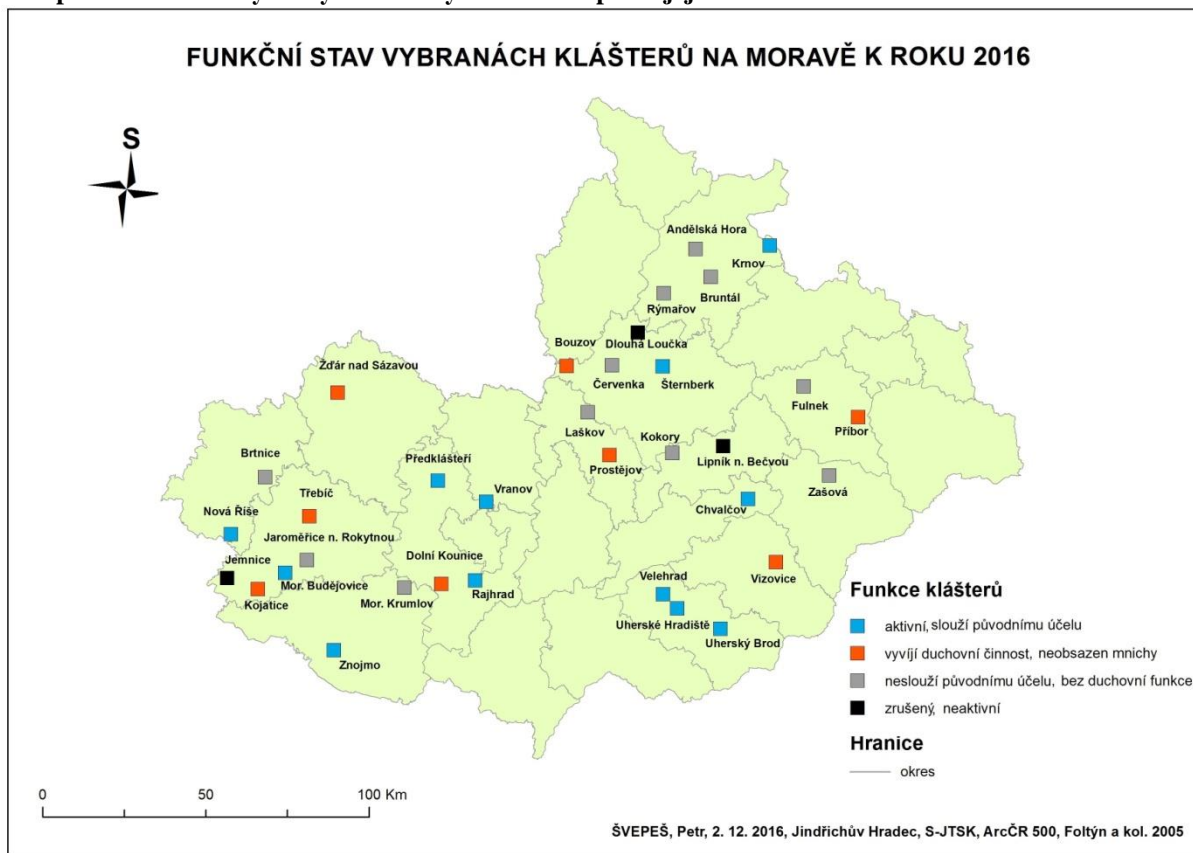 FUNKČNÍ STAV VYBRANÁCH KLÁŠTERŮ NA MORAVĚ K ROKU 2016
S
Andělská Hora
Krnov
Bruntál
Rýmařov
Dlouhá Loučka
Bouzov
Červenka
Šternberk
Žďár nad Sázavou
Fulnek
Příbor
Laškov
Kokory
Prostějov
Lipník n. Bečvou
Zašová
Brtnice
Předklášteří
Vranov
Chvalčov
Třebíč
Nová Říše
Jaroměřice n. Rokytnou
Dolní Kounice
Jemnice
Mor. Budějovice
Kojatice
Mor. Krumlov
Rajhrad
Velehrad
Vizovice
Uherské Hradiště
Uherský Brod
Znojmo
Funkce klášterů
aktivní, slouží původnímu účelu
vyvíjí duchovní činnost, neobsazen mnichy
neslouží původnímu účelu, bez duchovní funkce
zrušený, neaktivní
Hranice
okres
0 50 100 Km
ŠVEPEŠ, Petr, 2. 12. 2016, Jindřichův Hradec, S-JTSK, ArcČR 500, Foltýn a kol. 2005